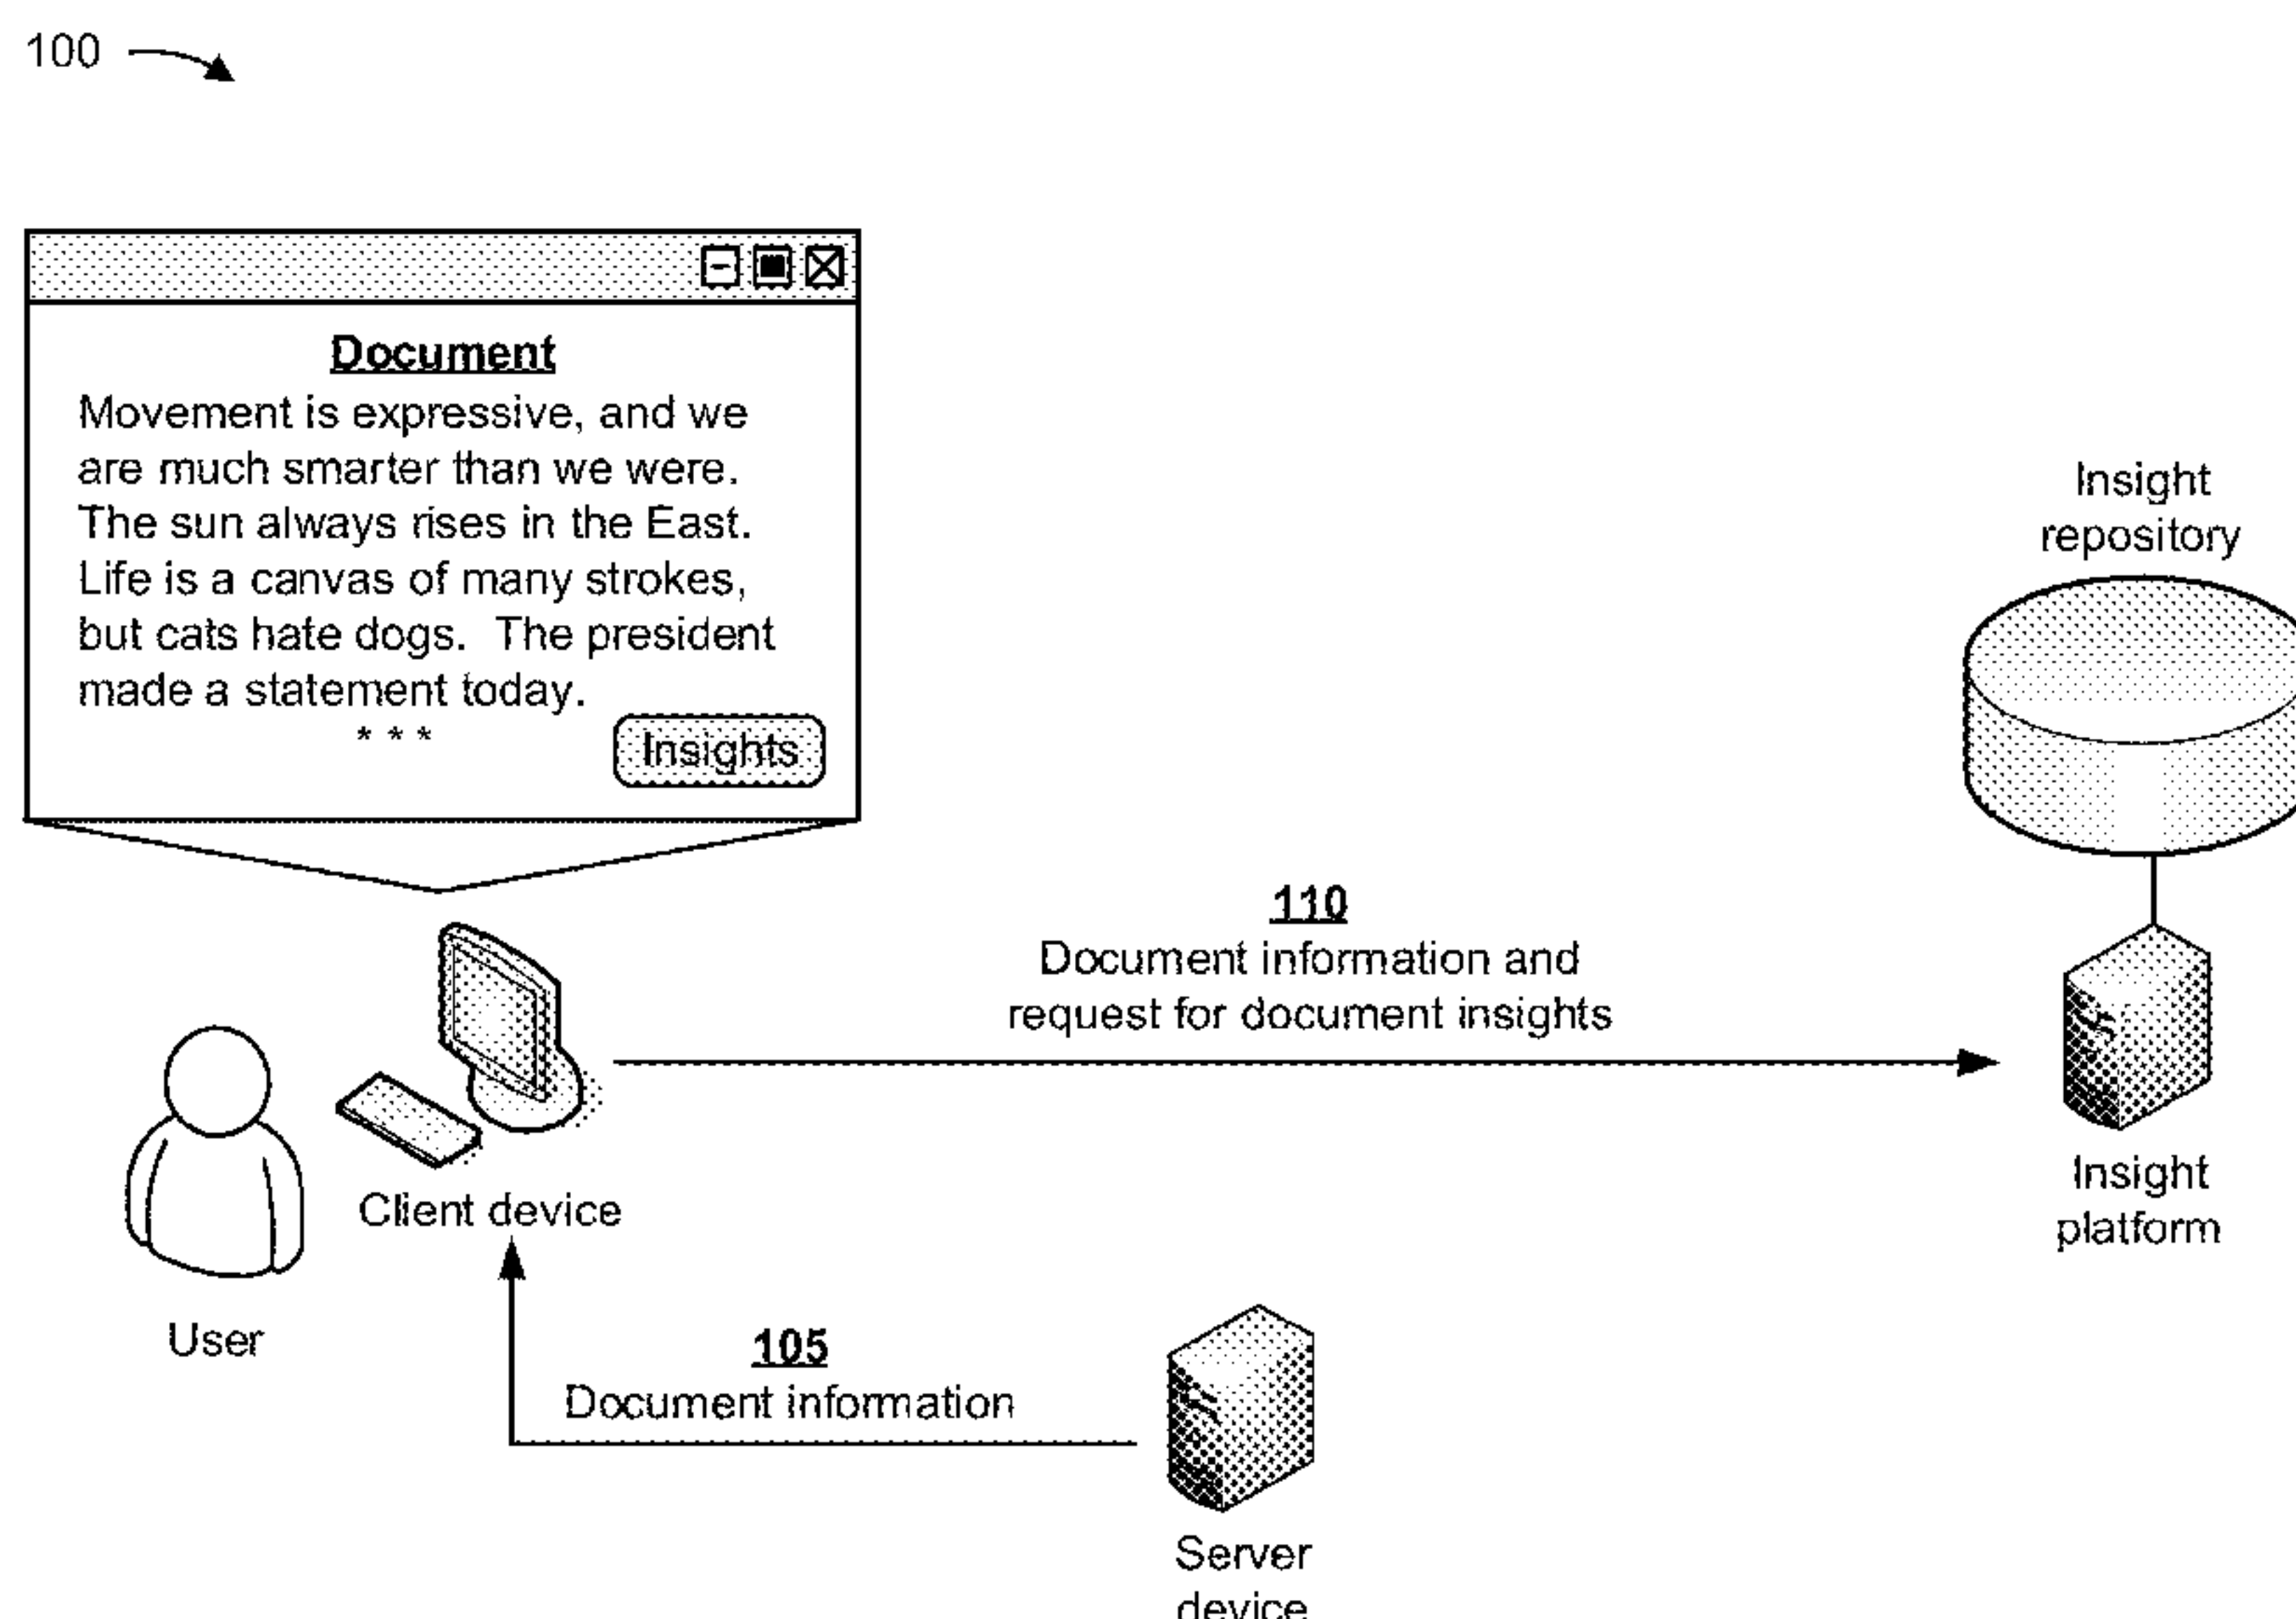 100
Document
Movement is expressive, and we
are much smarter than we were.
The sun always rises in the East.
Life is a canvas of many strokes,
but cats hate dogs.  The president
made a statement today.
* * *
Insights
Insight
repository
110
Document information and
request for document insights
Insight
platform
Client device
User
105
Document information
Server
device